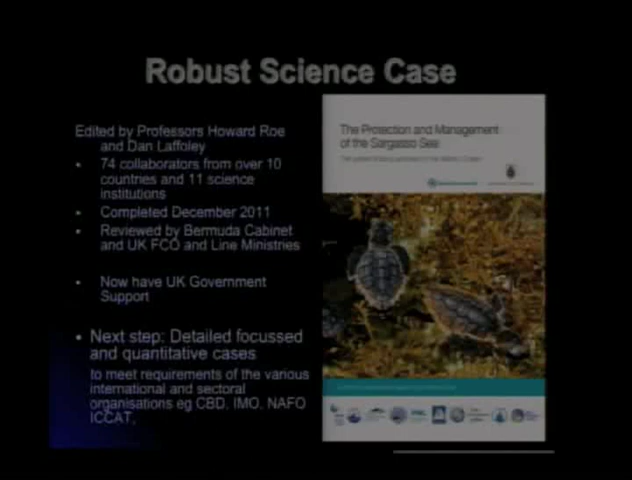 Robust Science Case
Edited by Professors Howard Roe
and Dan Laffoley
• 74 collaborators from over 10
countries and 11 science
institutions
• Completed December 2011
• Reviewed by Bermuda Cabinet
and UK FCO and Line Ministries
• Now have UK Government
Support
• Next step: Detailed focussed
and quantitative cases
to meet requirements of the various
international and sectoral
organisations eg CBD, IMO, NAFO
ICCAT,
The Protection and Management
of the Sargasso Sea